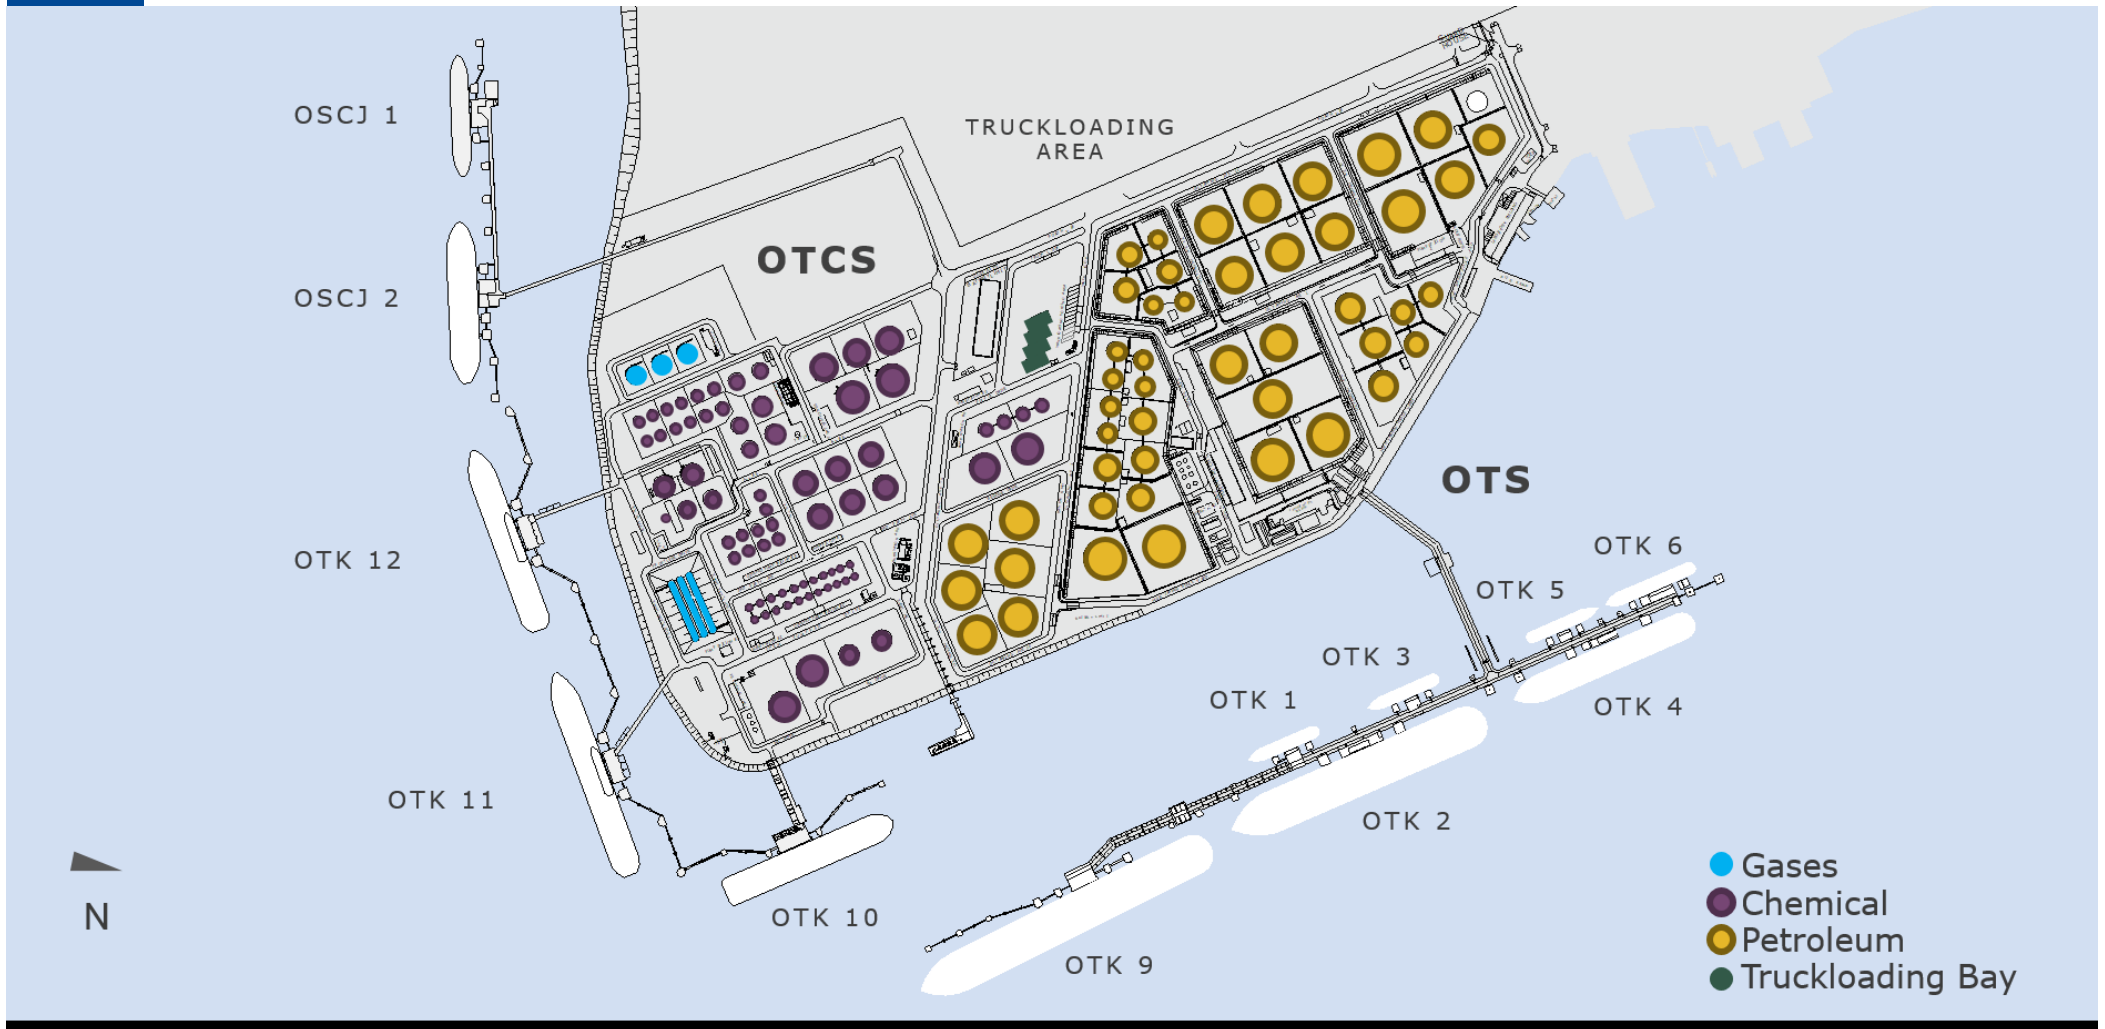 OSCJ 1
TRUCKLOADING
AREA
OTCS
OSCJ 2
OTS
OTK 12
OTK 6
OTK 5
OTK 3
OTK 1
OTK 4
OTK 11
OTK 2
OTK 10
OTK 9
N
Gases
Chemical
Petroleum
Truckloading Bay